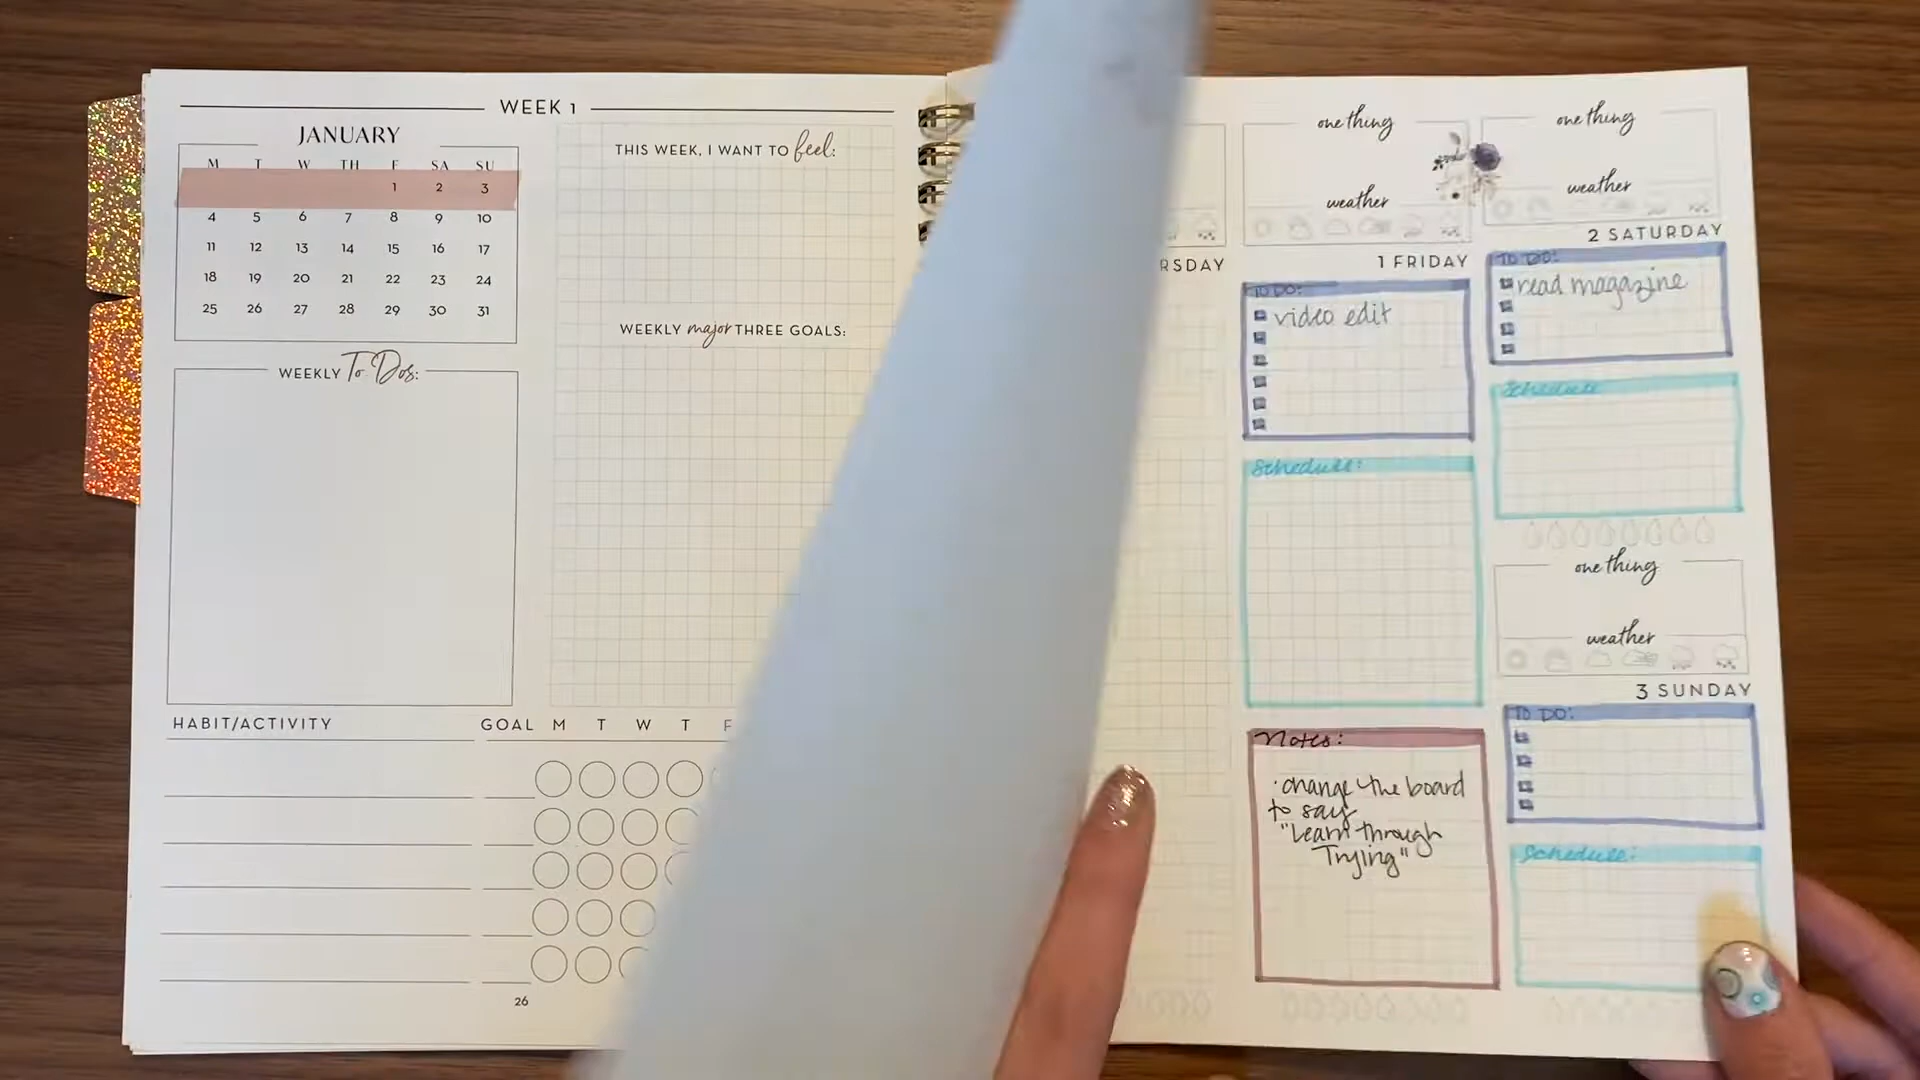 WEEK 1
JANUARY
M T W TH F SA SU
1 2 3
4 5 6 7 8 9 10
11 12 13 14 15 16 17
18 19 20 21 22 23 24
25 26 27 28 29 30 31
WEEKLY To Dos:
THIS WEEK, I WANT TO feel:
WEEKLY major THREE GOALS:
HABIT/ACTIVITY GOAL M T W T F
26
RSDAY
one thing
weather
1 FRIDAY
TO DO:
video edit
Schedule:
Notes:
· change the board
to say
"Learn through
Trying"
one thing
weather
2 SATURDAY
TO DO:
read magazine
Schedule
one thing
weather
3 SUNDAY
TO DO:
Schedule: